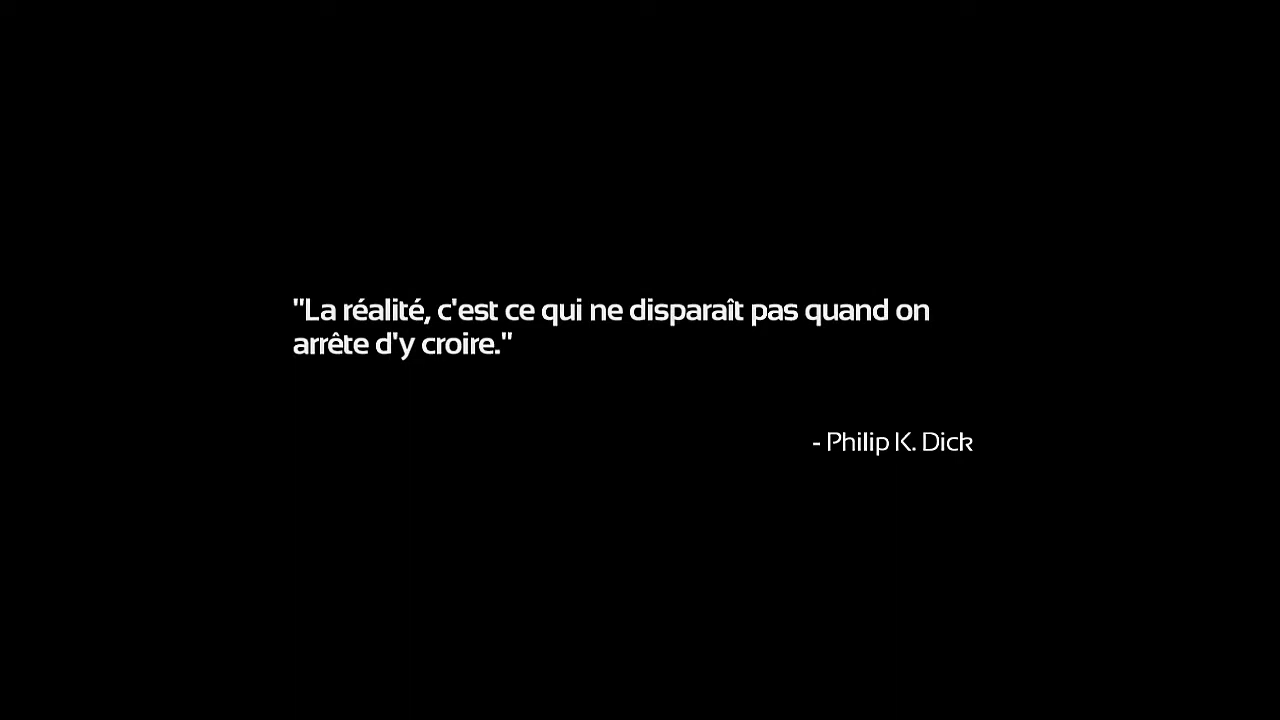 "La réalité, c'est ce qui ne disparaît pas quand on
arrête d'y croire."
- Philip K. Dick